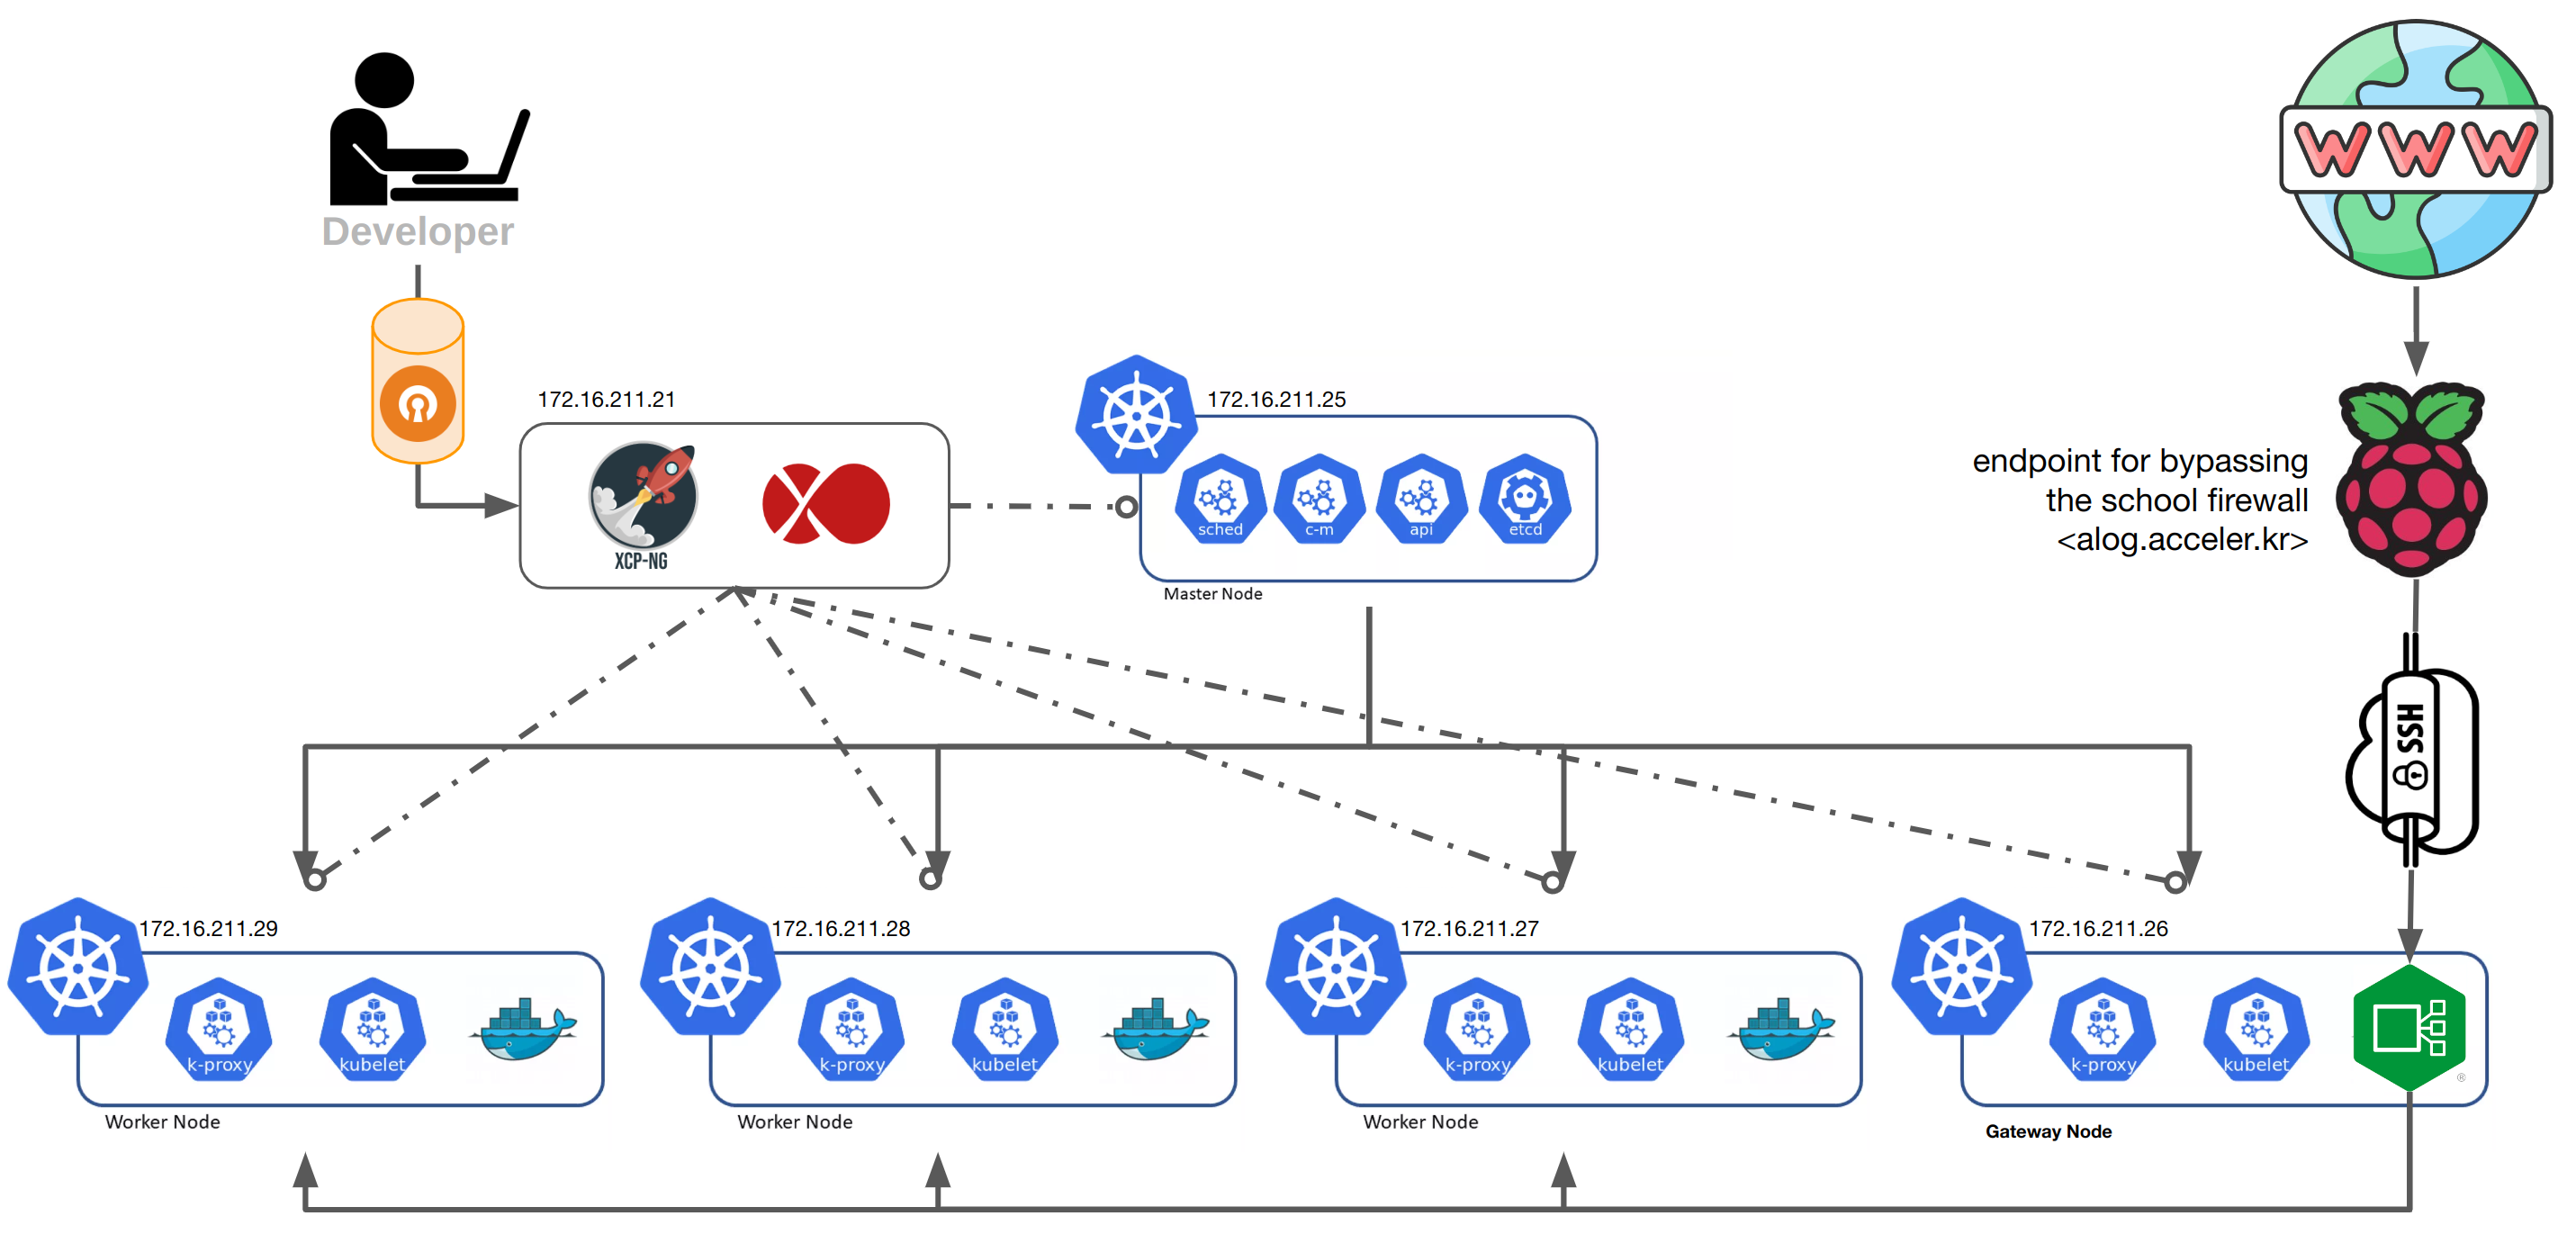 WWW
Developer
172.16.211.21
XCP-NG
172.16.211.25
sched
c-m
api
etcd
Master Node
endpoint for bypassing
the school firewall
<alog.acceler.kr>
SSH
172.16.211.29
k-proxy
kubelet
Worker Node
172.16.211.28
k-proxy
kubelet
Worker Node
172.16.211.27
k-proxy
kubelet
Worker Node
172.16.211.26
k-proxy
kubelet
®
Gateway Node